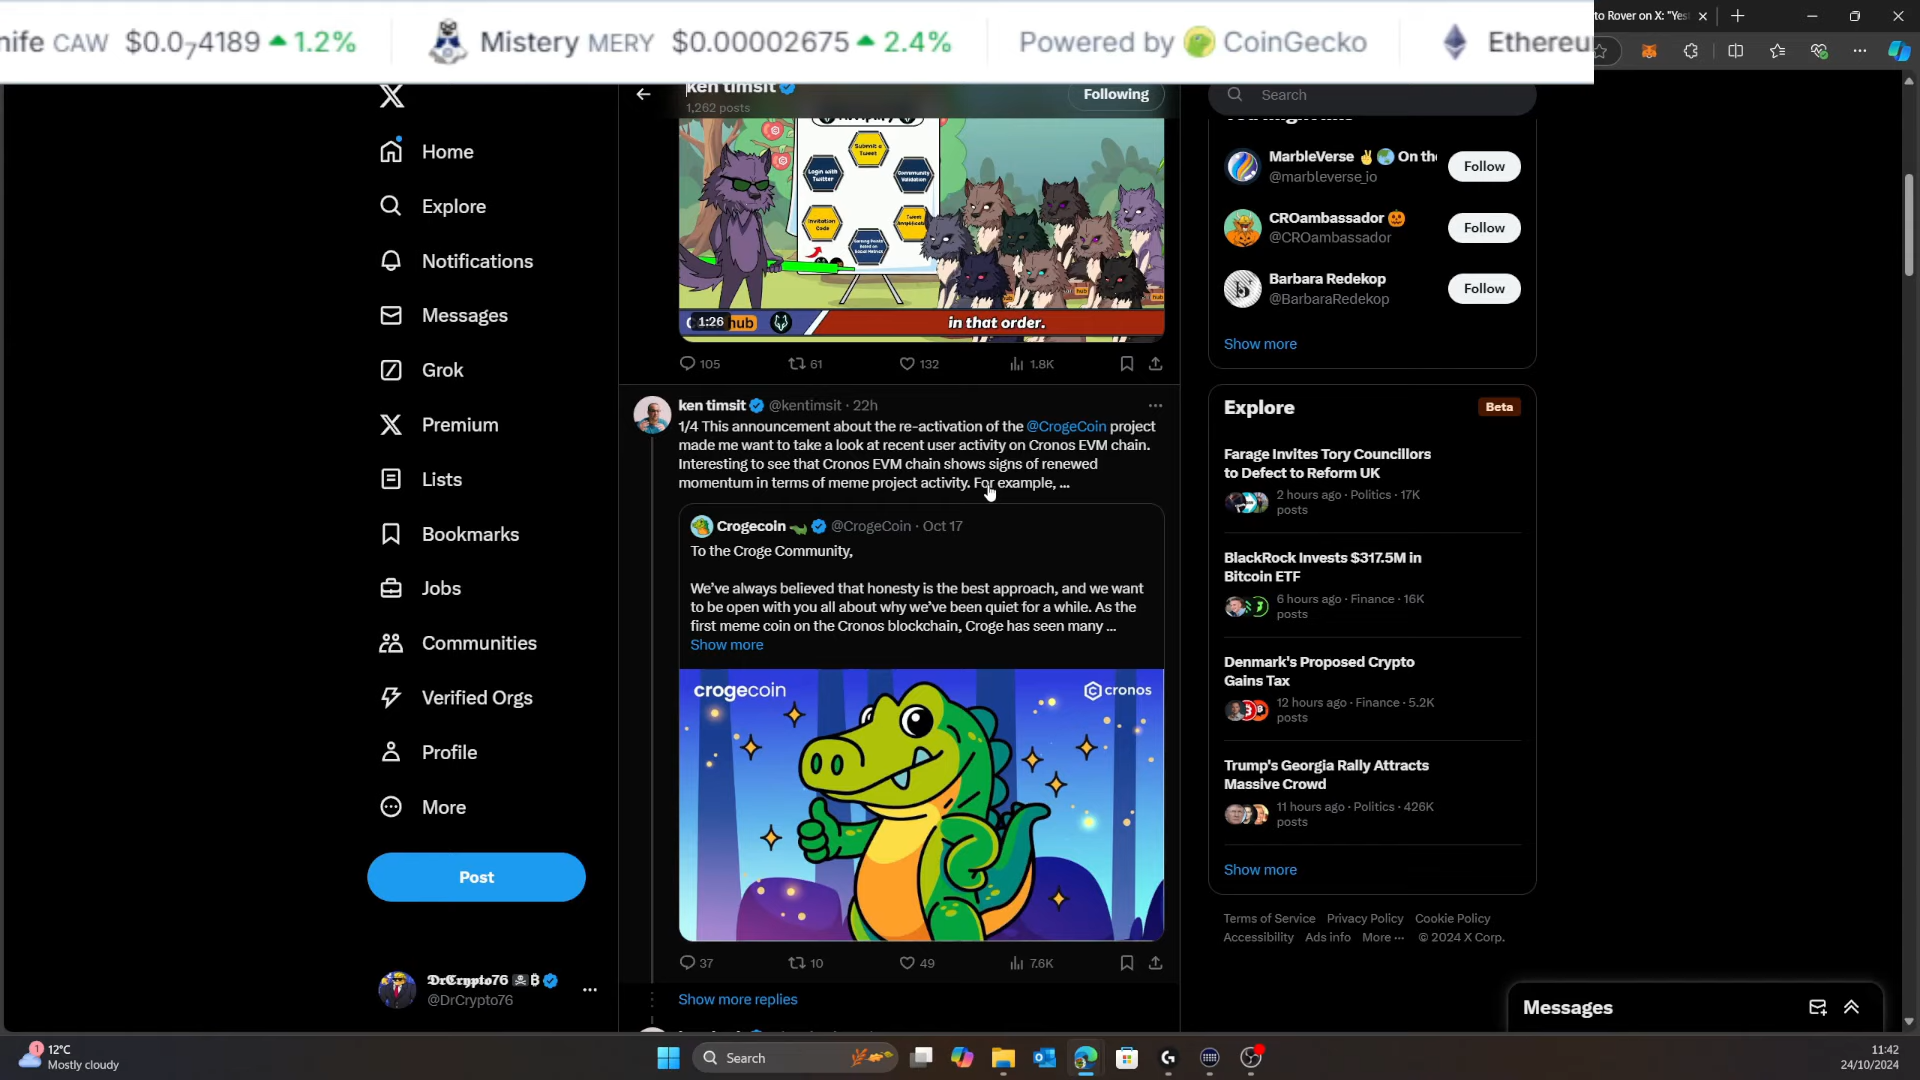 nife CAW $0.0₇4189 ▲1.2% Mistery MERY $0.00002675 ▲ 2.4% Powered by CoinGecko Ethereu
to Rover on X: "Yes
ken timsit
1,262 posts
Following
Search
X
Home
Explore
Notifications
Messages
Grok
Premium
Lists
Bookmarks
Jobs
Communities
Verified Orgs
Profile
More
Post
DrCrypto76
@DrCrypto76
Submit a
Tweet
Login with
Twitter
Community
Validation
Invitation
Code
Tweet
1:26
hub
in that order.
105 61 132 1.8K
ken timsit @kentimsit · 22h
1/4 This announcement about the re-activation of the @CrogeCoin project
made me want to take a look at recent user activity on Cronos EVM chain.
Interesting to see that Cronos EVM chain shows signs of renewed
momentum in terms of meme project activity. For example, ...
Crogecoin @CrogeCoin · Oct 17
To the Croge Community,
We've always believed that honesty is the best approach, and we want
to be open with you all about why we've been quiet for a while. As the
first meme coin on the Cronos blockchain, Croge has seen many ...
Show more
crogecoin
cronos
37 10 49 7.6K
Show more replies
MarbleVerse ✌🌏 On the
@marbleverse_io
Follow
CROambassador 🎃
@CROambassador
Follow
Barbara Redekop
@BarbaraRedekop
Follow
Show more
Explore
Beta
Farage Invites Tory Councillors
to Defect to Reform UK
2 hours ago · Politics · 17K
posts
BlackRock Invests $317.5M in
Bitcoin ETF
6 hours ago · Finance · 16K
posts
Denmark's Proposed Crypto
Gains Tax
12 hours ago · Finance · 5.2K
posts
Trump's Georgia Rally Attracts
Massive Crowd
11 hours ago · Politics · 426K
posts
Show more
Terms of Service Privacy Policy Cookie Policy
Accessibility Ads info More ··· © 2024 X Corp.
Messages
1
12°C
Mostly cloudy
Search
11:42
24/10/2024